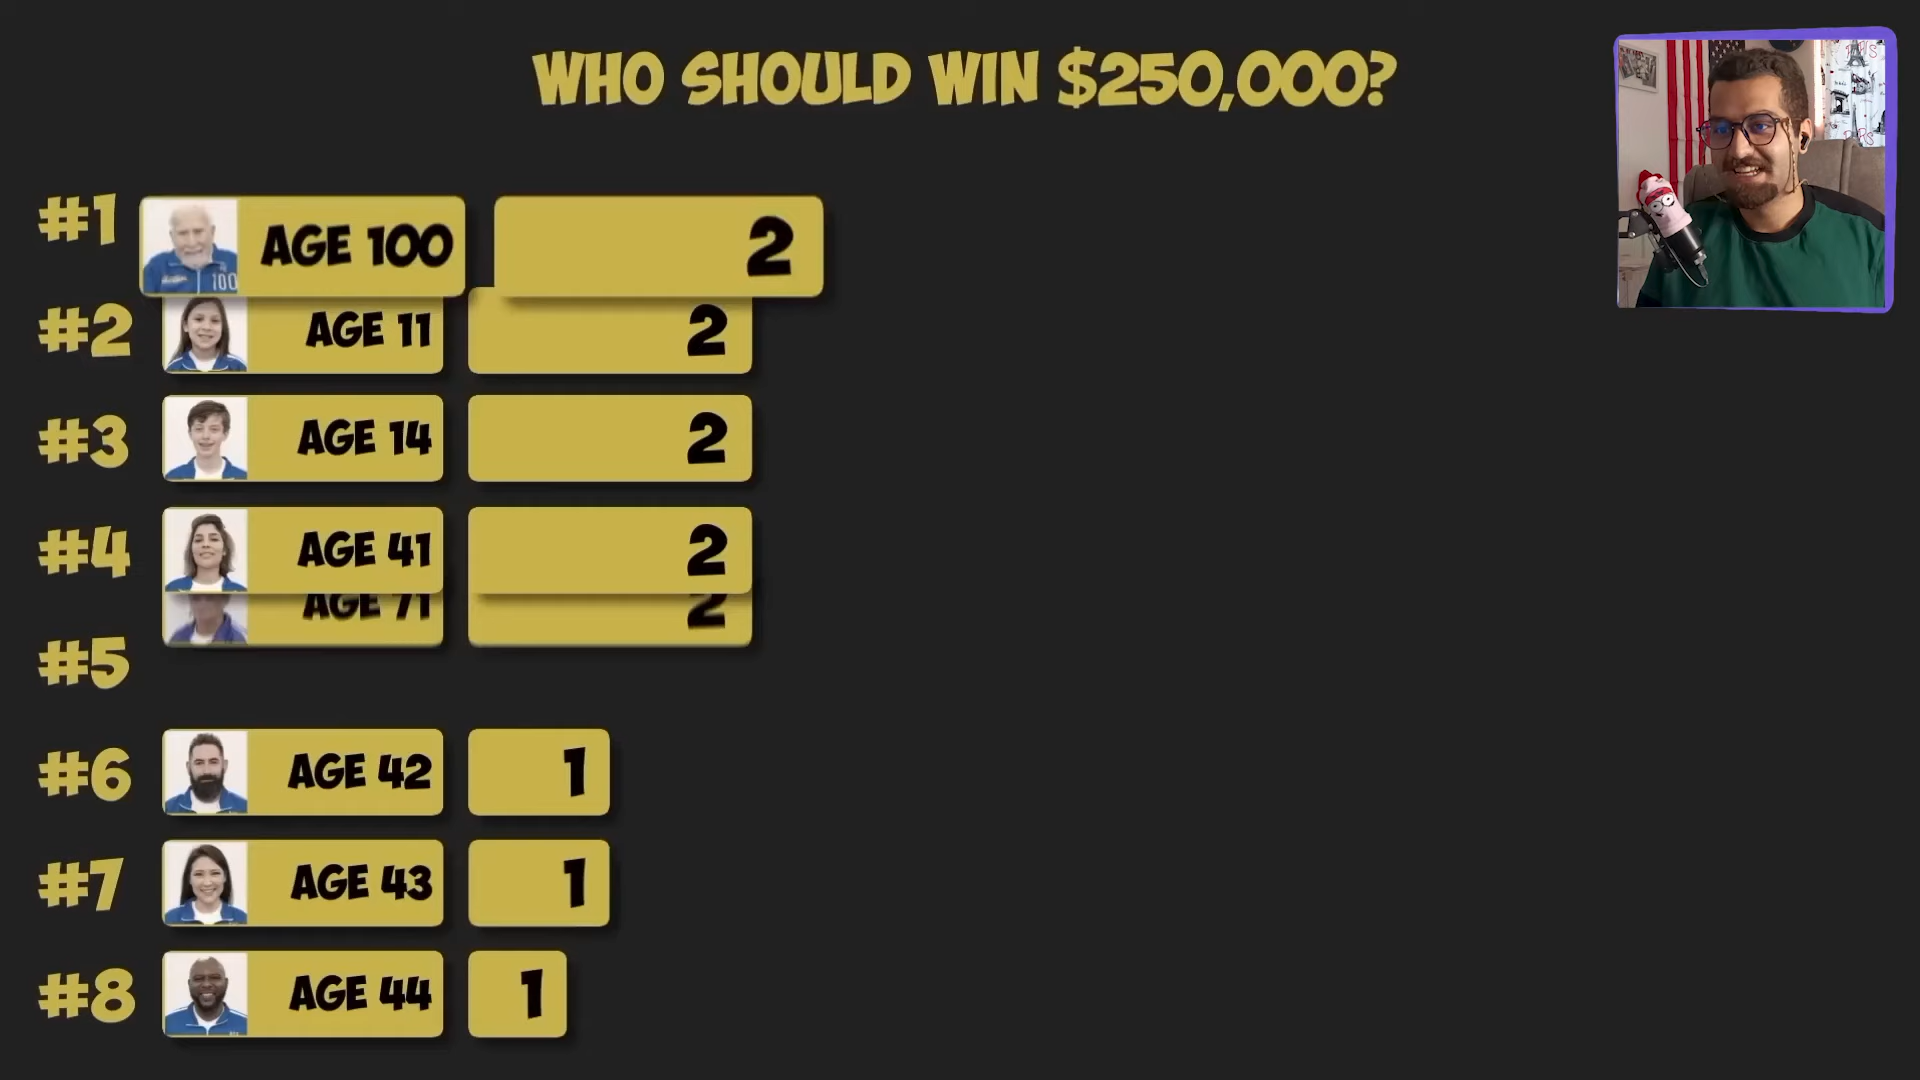 WHO SHOULD WIN $250,000?
#1 AGE 100 2
#2 AGE 11 2
#3 AGE 14 2
#4 AGE 41 2
AGE 71 2
#5
#6 AGE 42 1
#7 AGE 43 1
#8 AGE 44 1
100